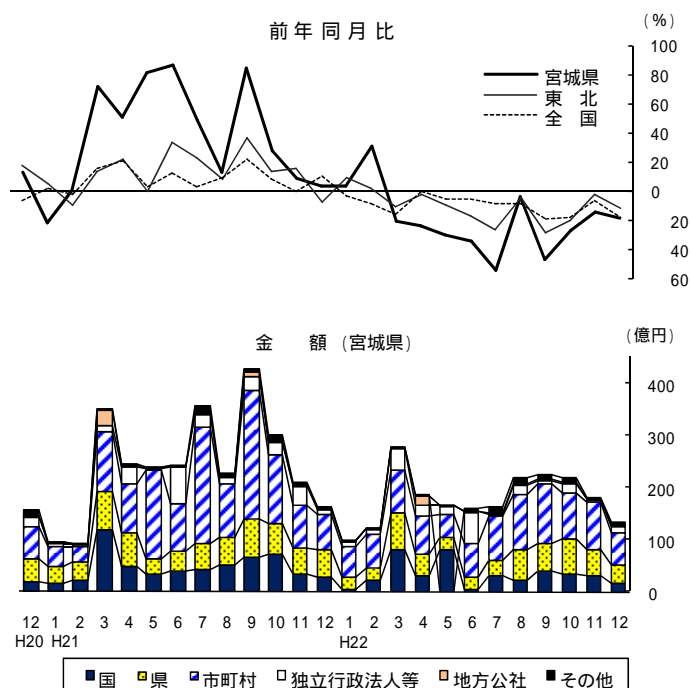 前年同月比
(%)
100
80
60
40
20
0
20
40
60
宮城県
東 北
全 国
金 額 (宮城県)
(億円)
400
300
200
100
0
12 1 2 3 4 5 6 7 8 9 10 11 12 1 2 3 4 5 6 7 8 9 10 11 12
H20 H21 H22
国 県 市町村 独立行政法人等 地方公社 その他